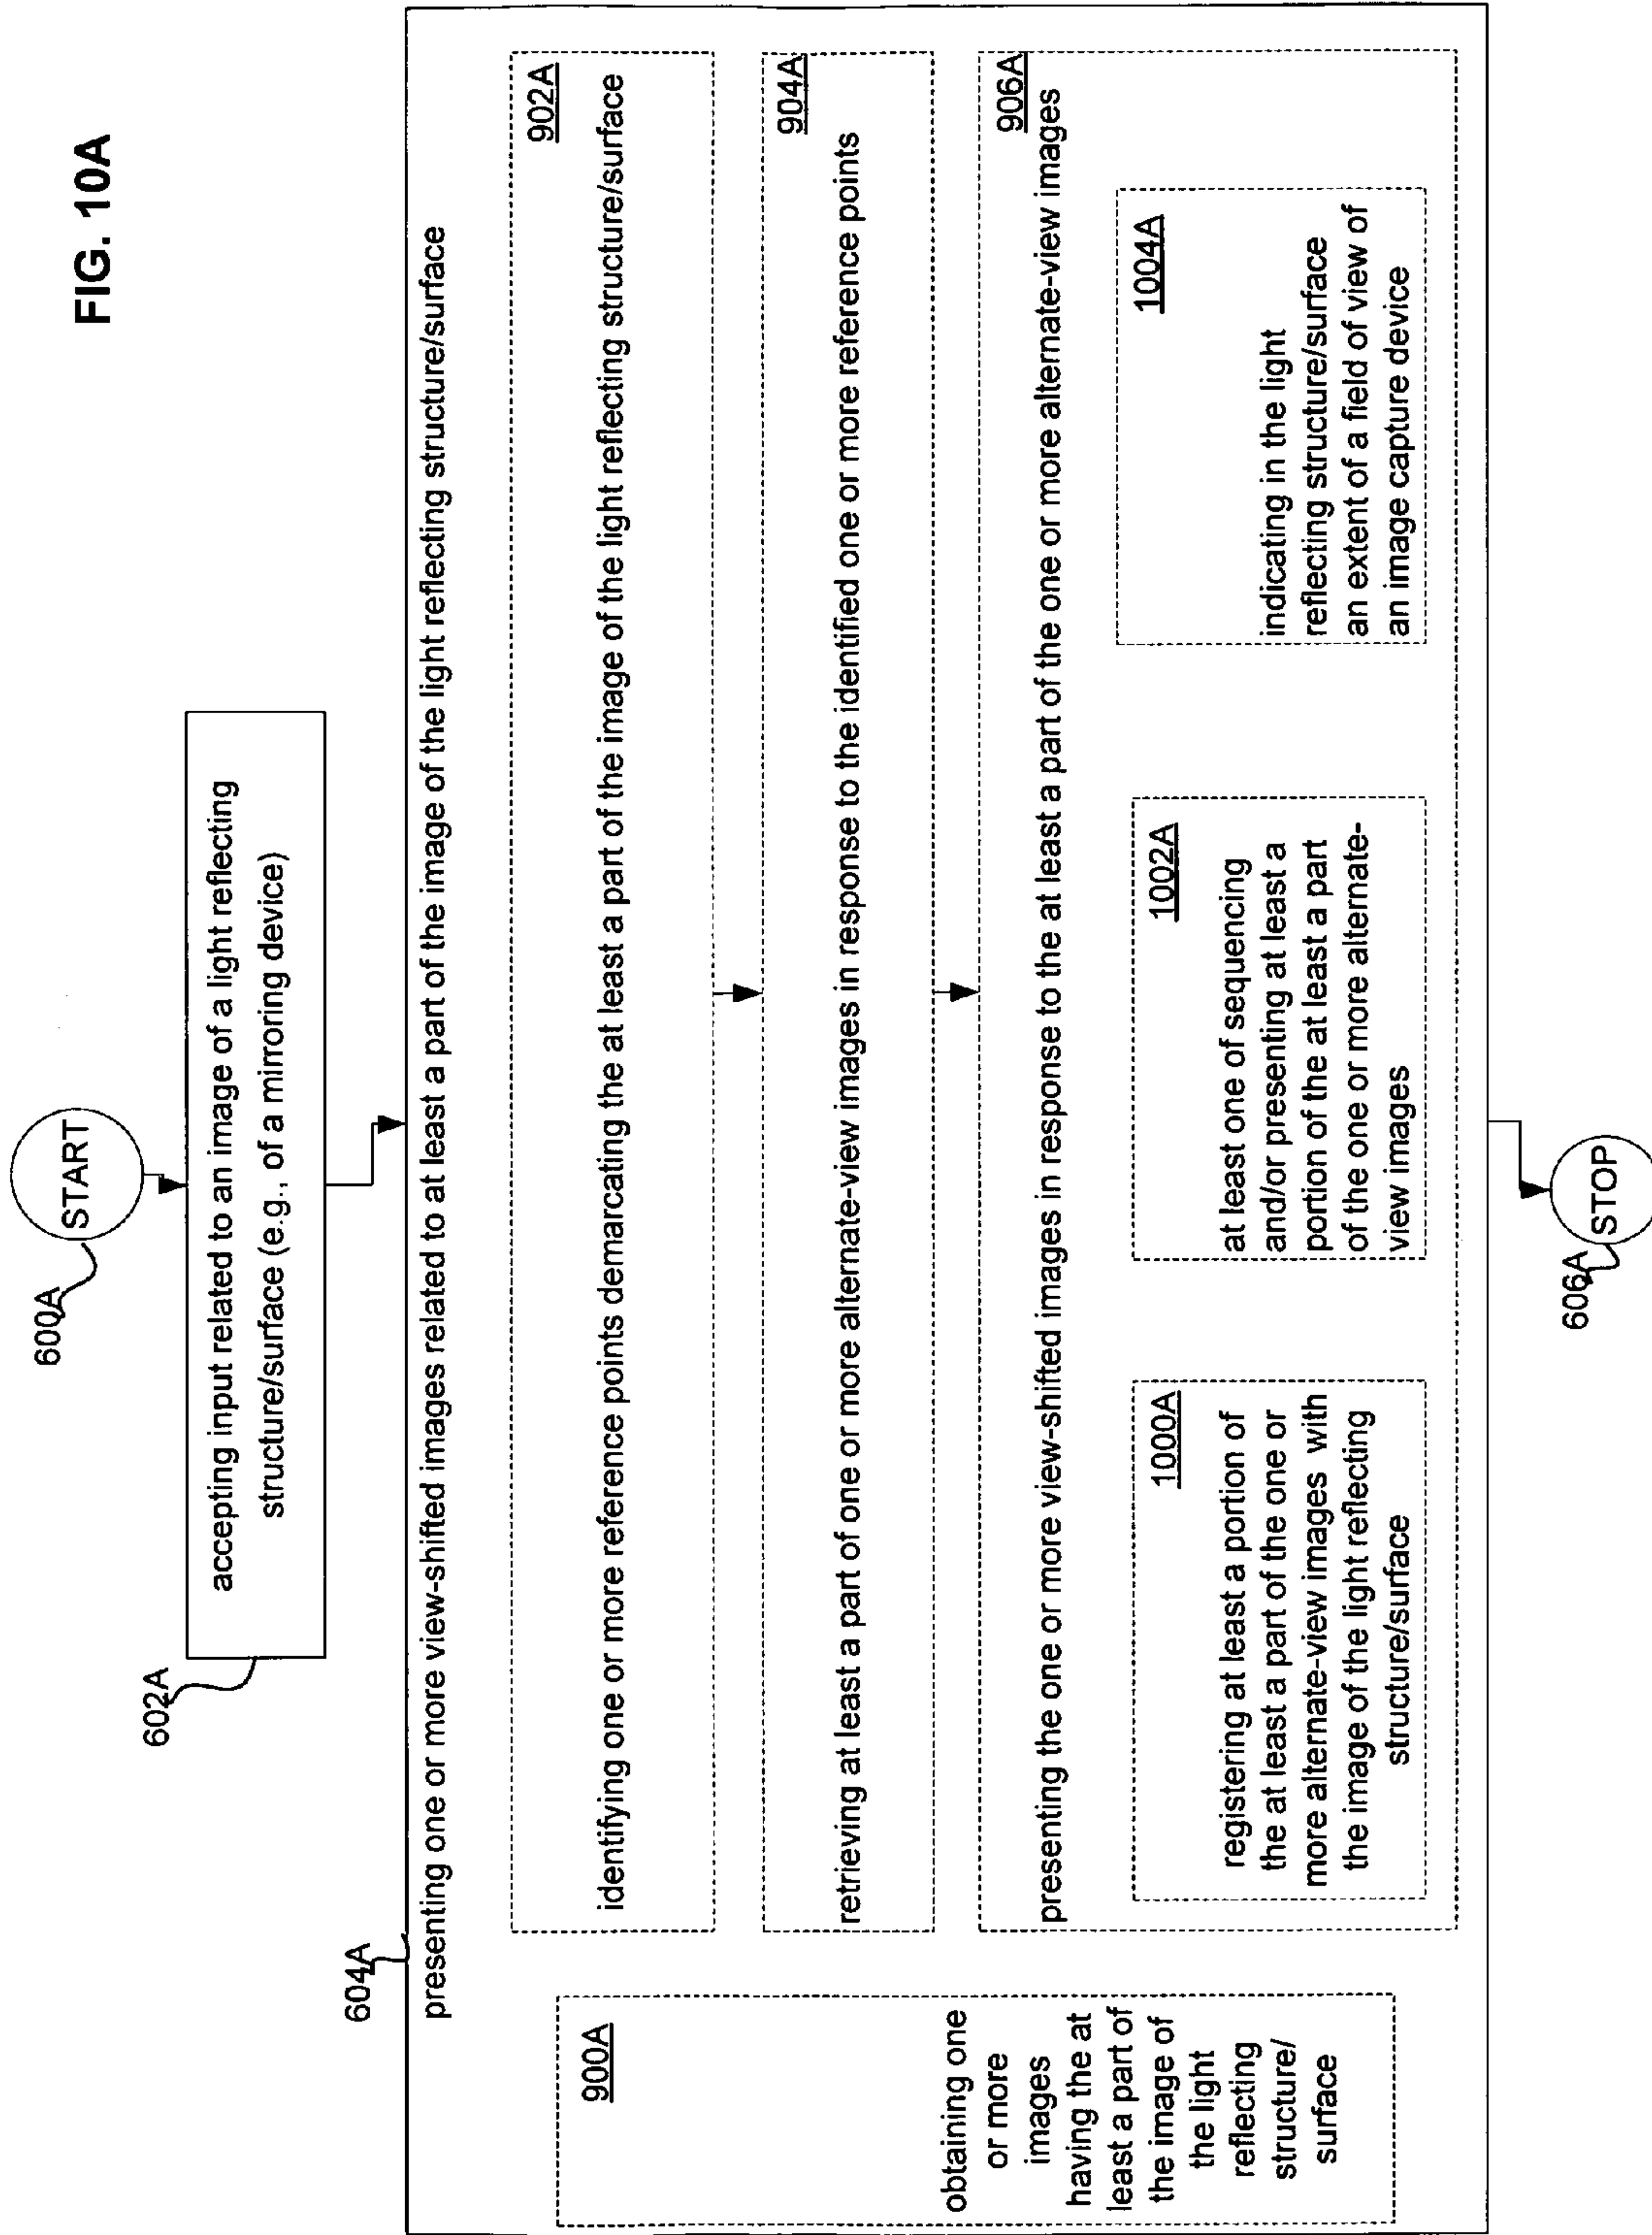 FIG. 10A
600A
START
602A
accepting input related to an image of a light reflecting
structure/surface (e.g., of a mirroring device)
604A
presenting one or more view-shifted images related to at least a part of the image of the light reflecting structure/surface
900A
obtaining one
or more
images
having the at
least a part of
the image of
the light
reflecting
structure/
surface
902A
identifying one or more reference points demarcating the at least a part of the image of the light reflecting structure/surface
904A
retrieving at least a part of one or more alternate-view images in response to the identified one or more reference points
906A
presenting the one or more view-shifted images in response to the at least a part of the one or more alternate-view images
1000A
registering at least a portion of
the at least a part of the one or
more alternate-view images with
the image of the light reflecting
structure/surface
1002A
at least one of sequencing
and/or presenting at least a
portion of the at least a part
of the one or more alternate-
view images
1004A
indicating in the light
reflecting structure/surface
an extent of a field of view of
an image capture device
606A
STOP